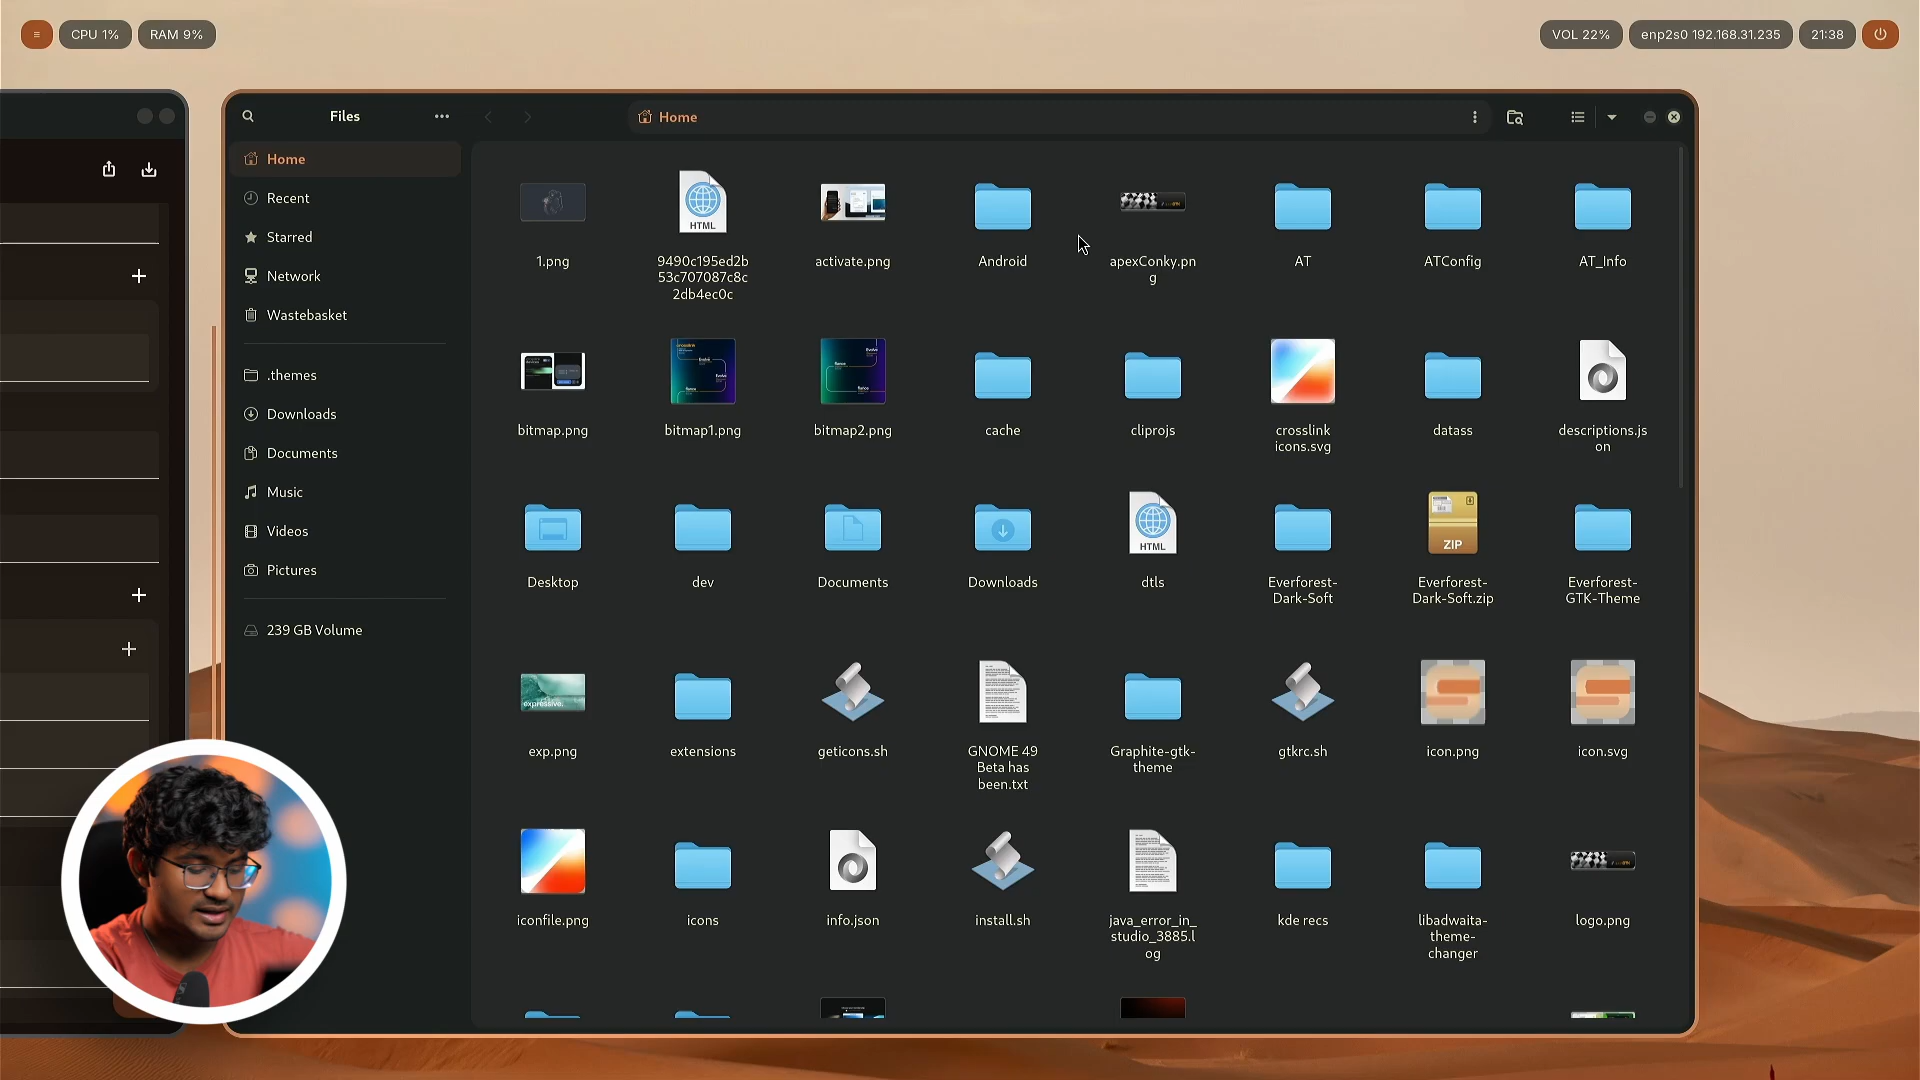 ≡ CPU 1% RAM 9% VOL 22% enp2s0 192.168.31.235 21:38
Files
Home
Home
Recent
Starred
Network
Wastebasket
.themes
Downloads
Documents
Music
Videos
Pictures
239 GB Volume
HTML
1.png
9490c195ed2b
53c707087c8c
2db4ec0c
activate.png
Android
apexConky.pn
g
AT
ATConfig
AT_Info
bitmap.png
bitmap1.png
bitmap2.png
cache
cliprojs
crosslink
icons.svg
datass
descriptions.js
on
HTML
ZIP
Desktop
dev
Documents
Downloads
dtls
Everforest-
Dark-Soft
Everforest-
Dark-Soft.zip
Everforest-
GTK-Theme
expressive.
exp.png
extensions
geticons.sh
GNOME 49
Beta has
been.txt
Graphite-gtk-
theme
gtkrc.sh
icon.png
icon.svg
iconfile.png
icons
info.json
install.sh
java_error_in_
studio_3885.l
og
kde recs
libadwaita-
theme-
changer
logo.png